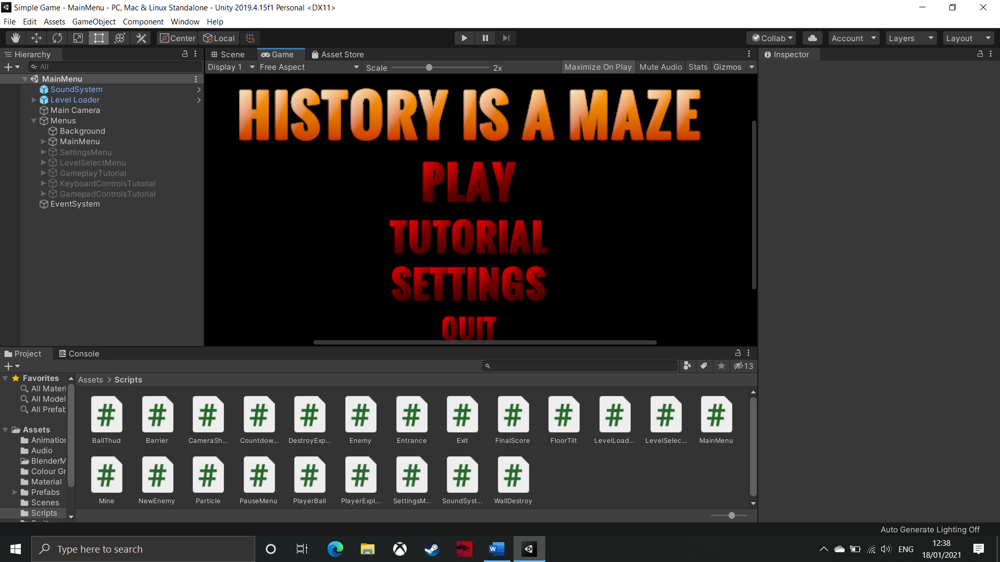 Simple Game - MainMenu - PC, Mac & Linux Standalone - Unity 2019.4.15f1 Personal <DX11>
File Edit Assets GameObject Component Window Help
Center Local Collab Account Layers Layout
Hierarchy
All
MainMenu
SoundSystem
Level Loader
Main Camera
Menus
Background
MainMenu
SettingsMenu
LevelSelectMenu
GameplayTutorial
KeyboardControlsTutorial
GamepadControlsTutorial
EventSystem
Scene Game Asset Store
Display 1 Free Aspect Scale 2x Maximize On Play Mute Audio Stats Gizmos
HISTORY IS A MAZE
PLAY
TUTORIAL
SETTINGS
QUIT
Inspector
Project Console
13
Favorites
All Materi
All Model
All Prefab
Assets
Animation
Audio
BlenderM
Colour Gr
Material
Prefabs
Scenes
Scripts
Assets > Scripts
BallThud Barrier CameraSh... Countdow... DestroyExp... Enemy Entrance Exit FinalScore FloorTilt LevelLoad... LevelSelec... MainMenu
Mine NewEnemy Particle PauseMenu PlayerBall PlayerExpl... SettingsM... SoundSyst... WallDestroy
Auto Generate Lighting Off
Type here to search
ENG
12:38
18/01/2021